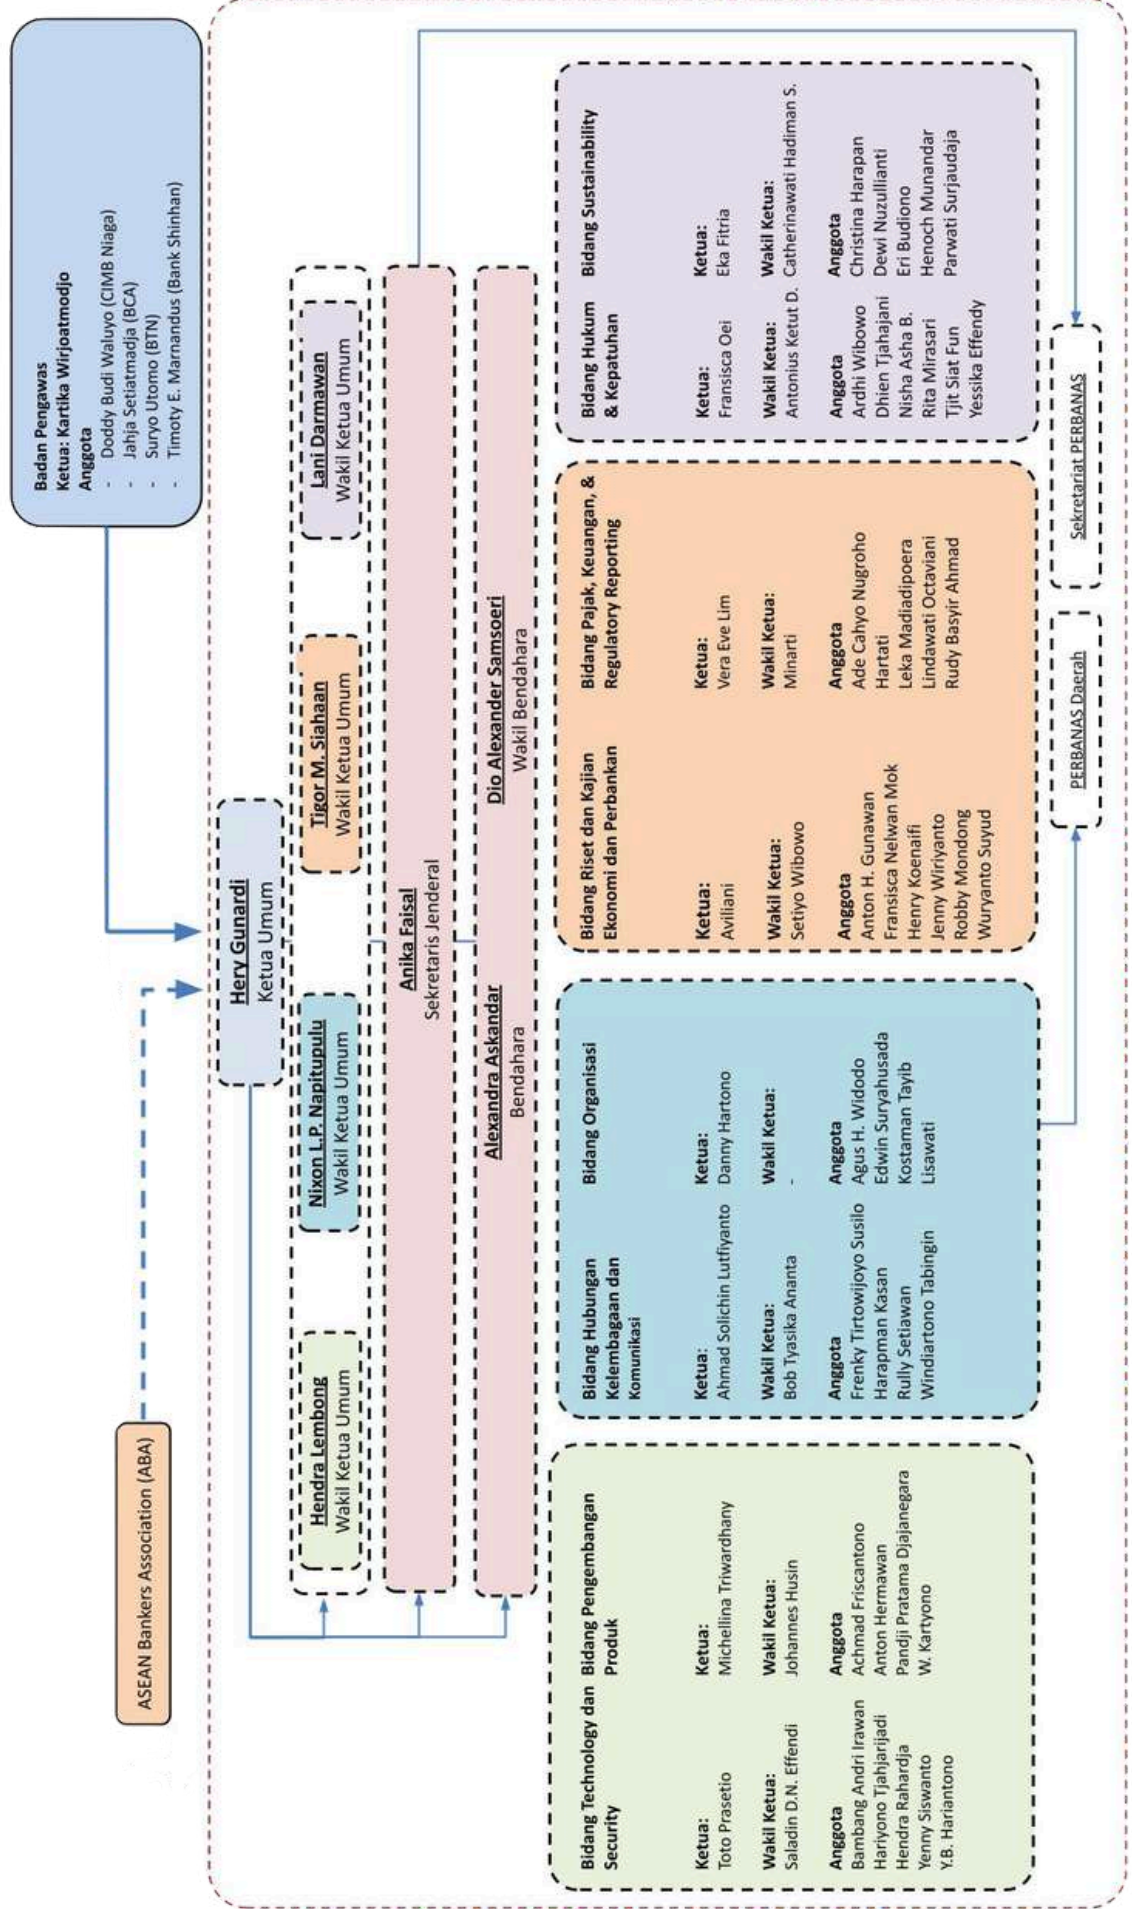 Badan Pengawas
Ketua: Kartika Wirjoatmodjo
Anggota
- Doddy Budi Waluyo (CIMB Niaga)
- Jahja Setiatmadja (BCA)
- Suryo Utomo (BTN)
- Timoty E. Marnandus (Bank Shinhan)
ASEAN Bankers Association (ABA)
Hery Gunardi
Ketua Umum
Hendra Lembong
Wakil Ketua Umum
Nixon L.P. Napitupulu
Wakil Ketua Umum
Tigor M. Siahaan
Wakil Ketua Umum
Lani Darmawan
Wakil Ketua Umum
Anika Faisal
Sekretaris Jenderal
Alexandra Askandar
Bendahara
Dio Alexander Samsoeri
Wakil Bendahara
Bidang Technology dan
Security
Ketua:
Toto Prasetio
Wakil Ketua:
Saladin D.N. Effendi
Anggota
Bambang Andri Irawan
Hariyono Tjahjarijadi
Hendra Rahardja
Yenny Siswanto
Y.B. Hariantono
Bidang Pengembangan
Produk
Ketua:
Michellina Triwardhany
Wakil Ketua:
Johannes Husin
Anggota
Achmad Friscantono
Anton Hermawan
Pandji Pratama Djajanegara
W. Kartyono
Bidang Hubungan
Kelembagaan dan
Komunikasi
Ketua:
Ahmad Solichin Lutfiyanto
Wakil Ketua:
Bob Tyasika Ananta
Anggota
Frenky Tirtowijoyo Susilo
Harapman Kasan
Rully Setiawan
Windiartono Tabingin
Bidang Organisasi
Ketua:
Danny Hartono
Wakil Ketua:
-
Anggota
Agus H. Widodo
Edwin Suryahusada
Kostaman Tayib
Lisawati
Bidang Riset dan Kajian
Ekonomi dan Perbankan
Ketua:
Aviliani
Wakil Ketua:
Setiyo Wibowo
Anggota
Anton H. Gunawan
Fransisca Nelwan Mok
Henry Koenaifi
Jenny Wiriyanto
Robby Mondong
Wuryanto Suyud
Bidang Pajak, Keuangan, &
Regulatory Reporting
Ketua:
Vera Eve Lim
Wakil Ketua:
Minarti
Anggota
Ade Cahyo Nugroho
Hartati
Leka Madiadipoera
Lindawati Octaviani
Rudy Basyir Ahmad
Bidang Hukum
& Kepatuhan
Ketua:
Fransisca Oei
Wakil Ketua:
Antonius Ketut D.
Anggota
Ardhi Wibowo
Dhien Tjahajani
Nisha Asha B.
Rita Mirasari
Tjit Siat Fun
Yessika Effendy
Bidang Sustainability
Ketua:
Eka Fitria
Wakil Ketua:
Catherinawati Hadiman S.
Anggota
Christina Harapan
Dewi Nuzullianti
Eri Budiono
Henoch Munandar
Parwati Surjaudaja
PERBANAS Daerah
Sekretariat PERBANAS